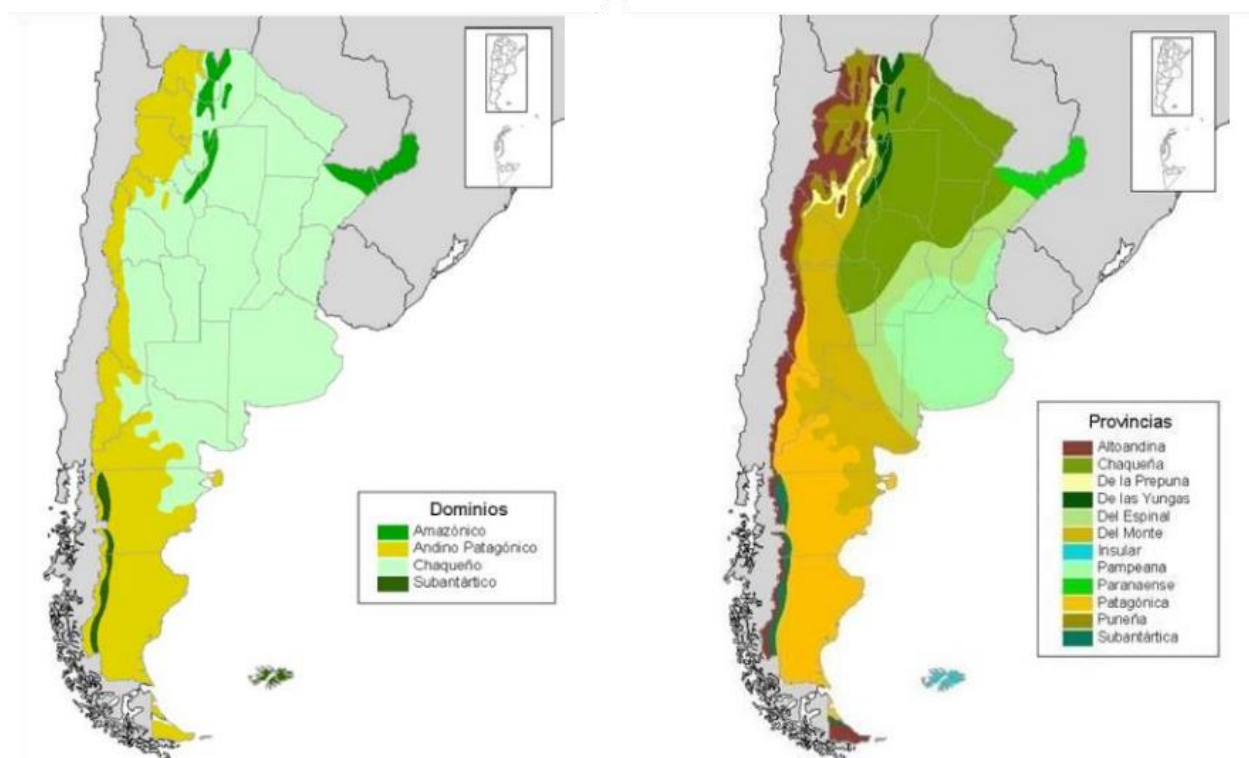 Dominios
Amazónico
Andino Patagónico
Chaqueño
Subantártico
Provincias
Altoandina
Chaqueña
De la Prepuna
De las Yungas
Del Espinal
Del Monte
Insular
Pampeana
Paranaense
Patagónica
Puneña
Subantártica